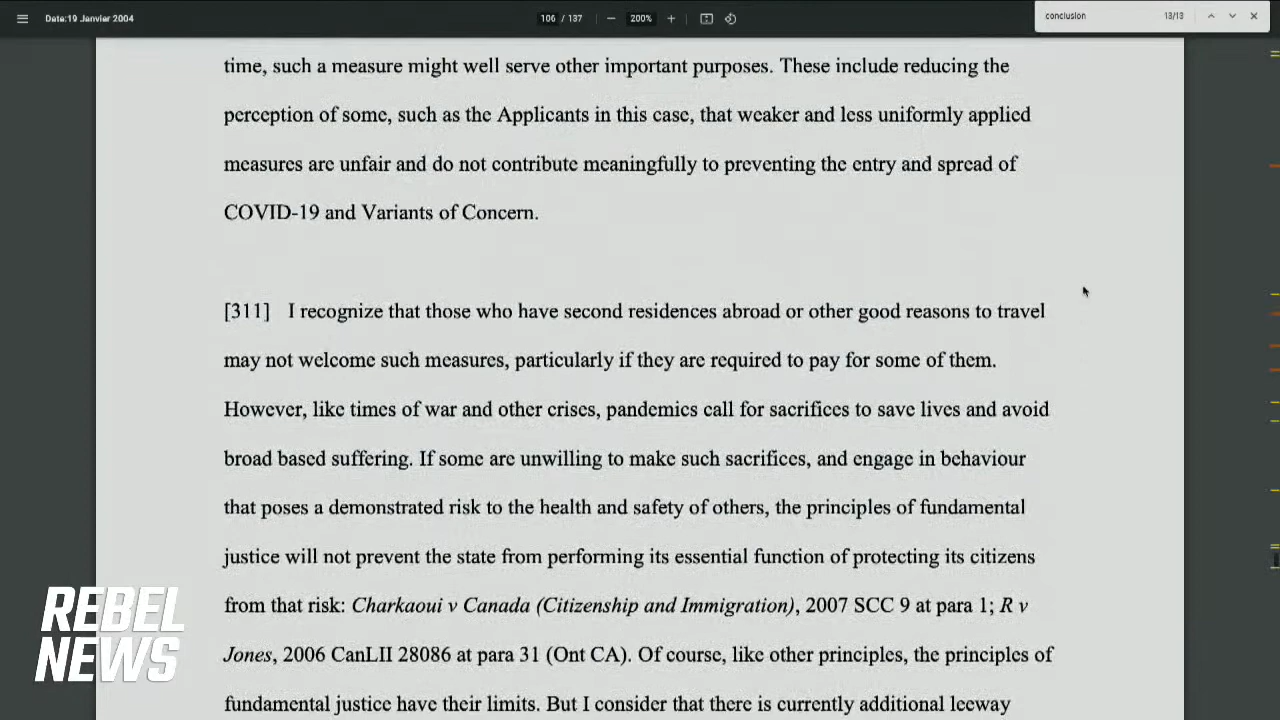 Date:19 Janvier 2004
106 / 137
200%
conclusion
13/13
time, such a measure might well serve other important purposes. These include reducing the
perception of some, such as the Applicants in this case, that weaker and less uniformly applied
measures are unfair and do not contribute meaningfully to preventing the entry and spread of
COVID-19 and Variants of Concern.
[311] I recognize that those who have second residences abroad or other good reasons to travel
may not welcome such measures, particularly if they are required to pay for some of them.
However, like times of war and other crises, pandemics call for sacrifices to save lives and avoid
broad based suffering. If some are unwilling to make such sacrifices, and engage in behaviour
that poses a demonstrated risk to the health and safety of others, the principles of fundamental
justice will not prevent the state from performing its essential function of protecting its citizens
from that risk: Charkaoui v Canada (Citizenship and Immigration), 2007 SCC 9 at para 1; R v
Jones, 2006 CanLII 28086 at para 31 (Ont CA). Of course, like other principles, the principles of
fundamental justice have their limits. But I consider that there is currently additional leeway
REBEL
NEWS